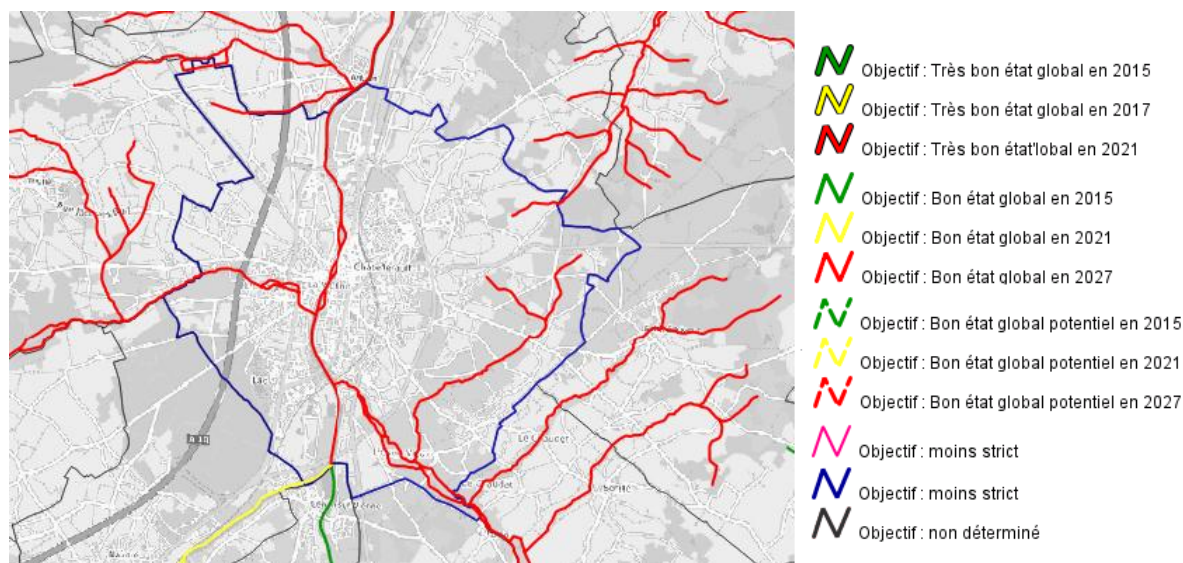 Châtellerault
A 10
Objectif : Très bon état global en 2015
Objectif : Très bon état global en 2017
Objectif : Très bon état'lobal en 2021
Objectif : Bon état global en 2015
Objectif : Bon état global en 2021
Objectif : Bon état global en 2027
Objectif : Bon état global potentiel en 2015
Objectif : Bon état global potentiel en 2021
Objectif : Bon état global potentiel en 2027
Objectif : moins strict
Objectif : moins strict
Objectif : non déterminé